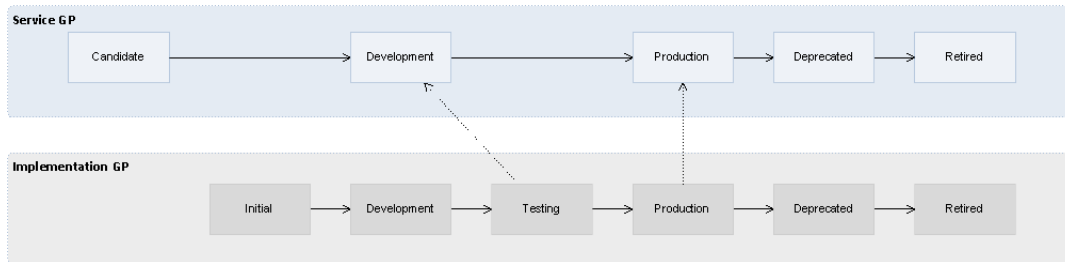 Service GP
Candidate
Development
Production
Deprecated
Retired
Implementation GP
Initial
Development
Testing
Production
Deprecated
Retired